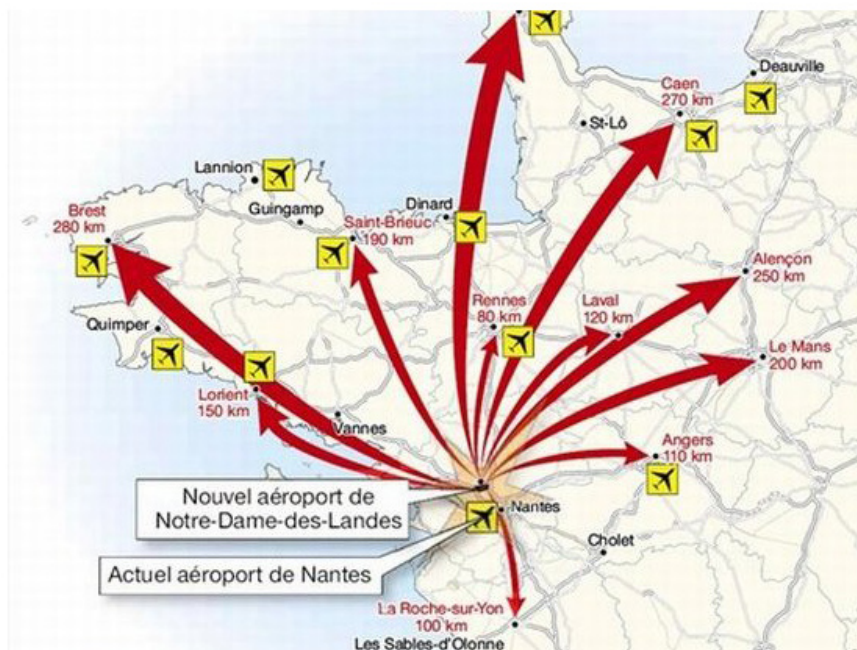 Deauville
Caen
270 km
St-Lô
Lannion
Guingamp
Dinard
Brest
280 km
Saint-Brieuc
190 km
Alençon
250 km
Quimper
Rennes
80 km
Laval
120 km
Le Mans
200 km
Lorient
150 km
Vannes
Angers
110 km
Nouvel aéroport de
Notre-Dame-des-Landes
Nantes
Cholet
Actuel aéroport de Nantes
La Roche-sur-Yon
100 km
Les Sables-d'Olonne